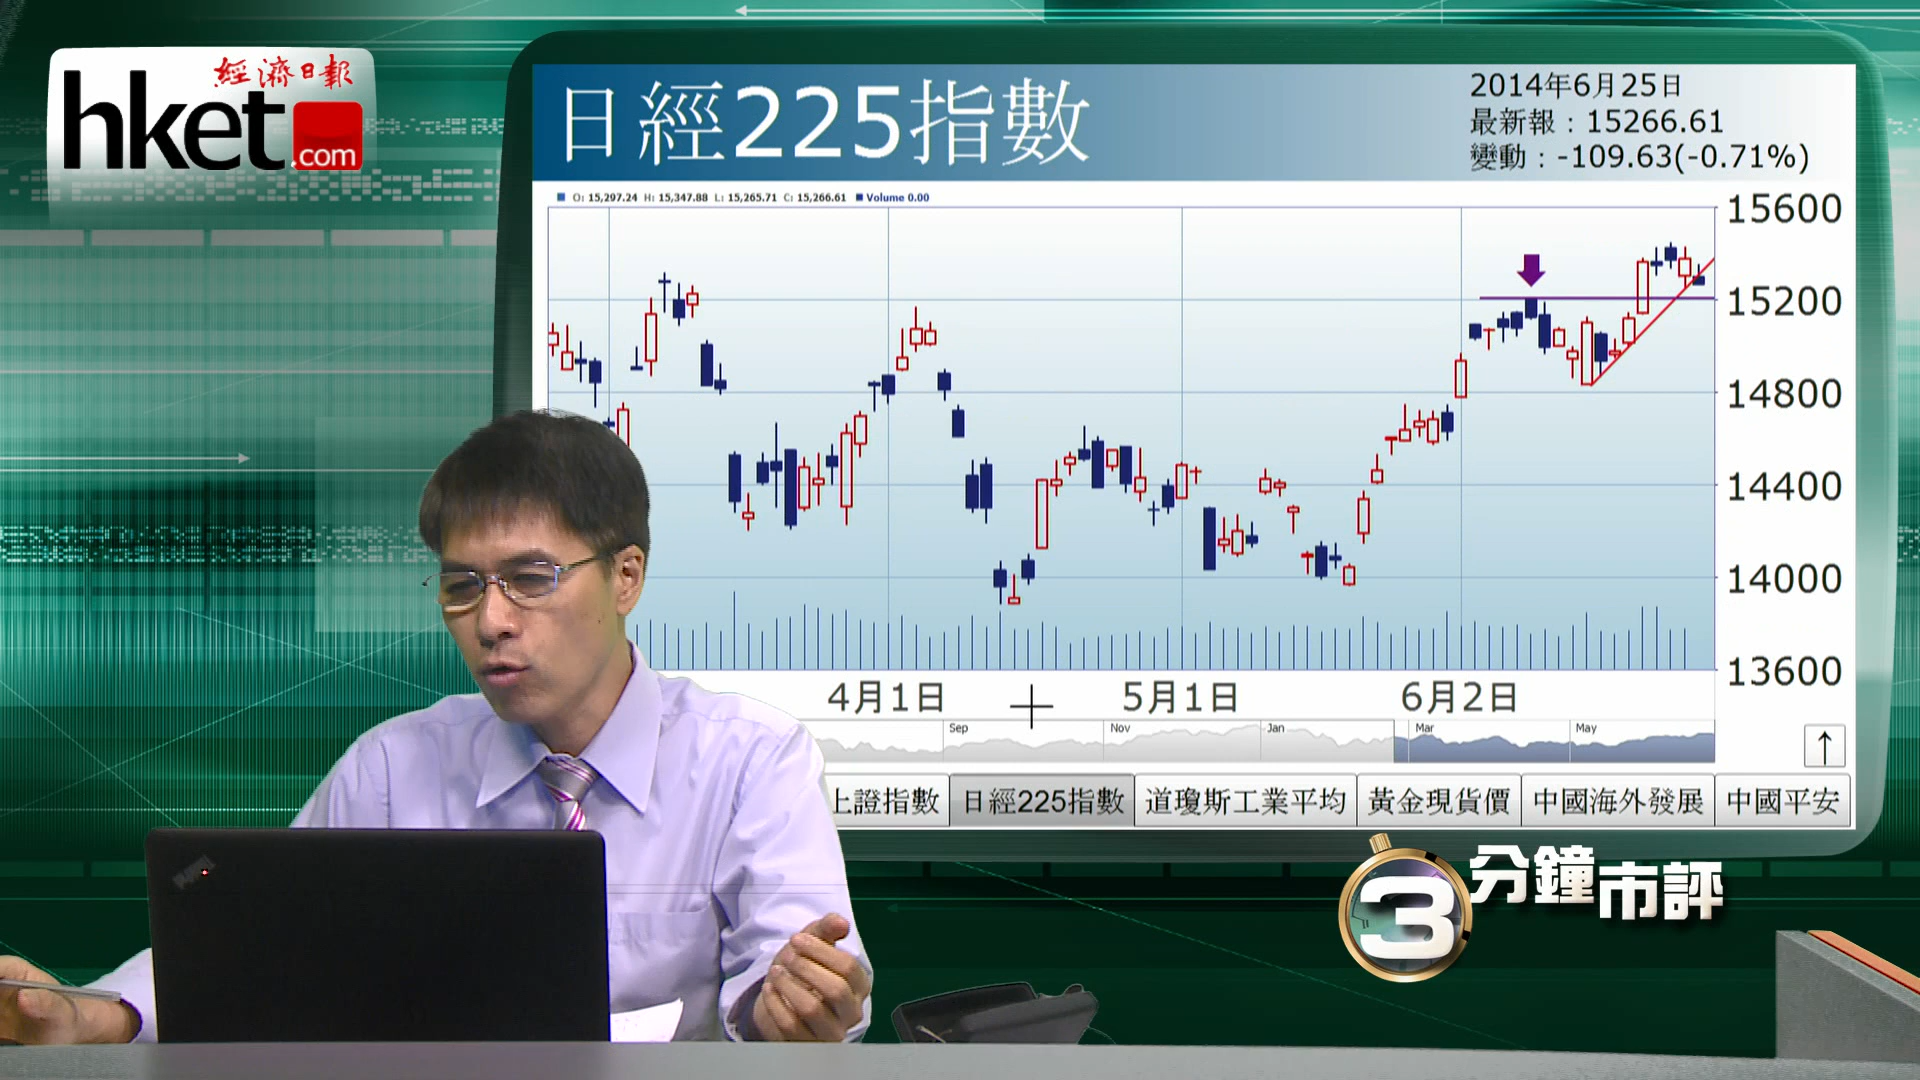 經濟日報
hket
.com
日經225指數
2014年6月25日
最新報：15266.61
變動：-109.63(-0.71%)
O: 15,297.24 H: 15,347.88 L: 15,265.71 C: 15,266.61 Volume 0.00
15600
15200
14800
14400
14000
13600
4月1日 5月1日 6月2日
Sep Nov Jan Mar May
↑
上證指數 日經225指數 道瓊斯工業平均 黃金現貨價 中國海外發展 中國平安
3分鐘市評